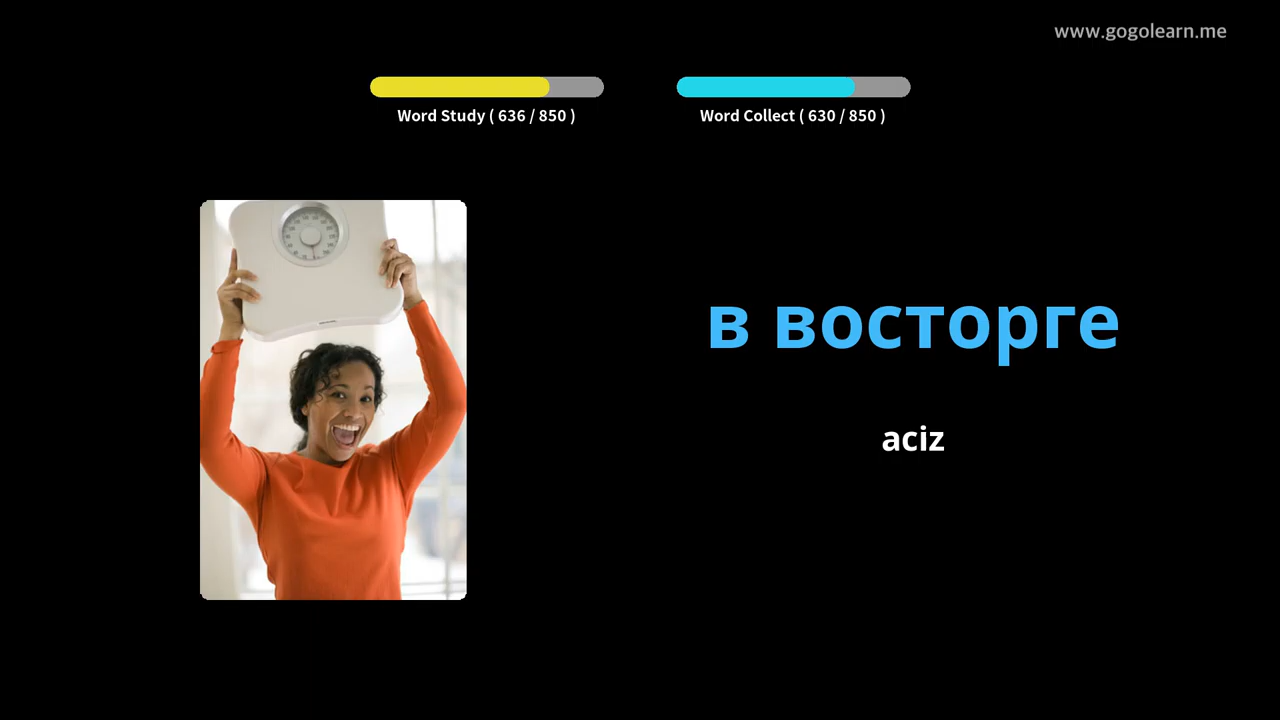 www.gogolearn.me
Word Study ( 636 / 850 )
Word Collect ( 630 / 850 )
в восторге
aciz